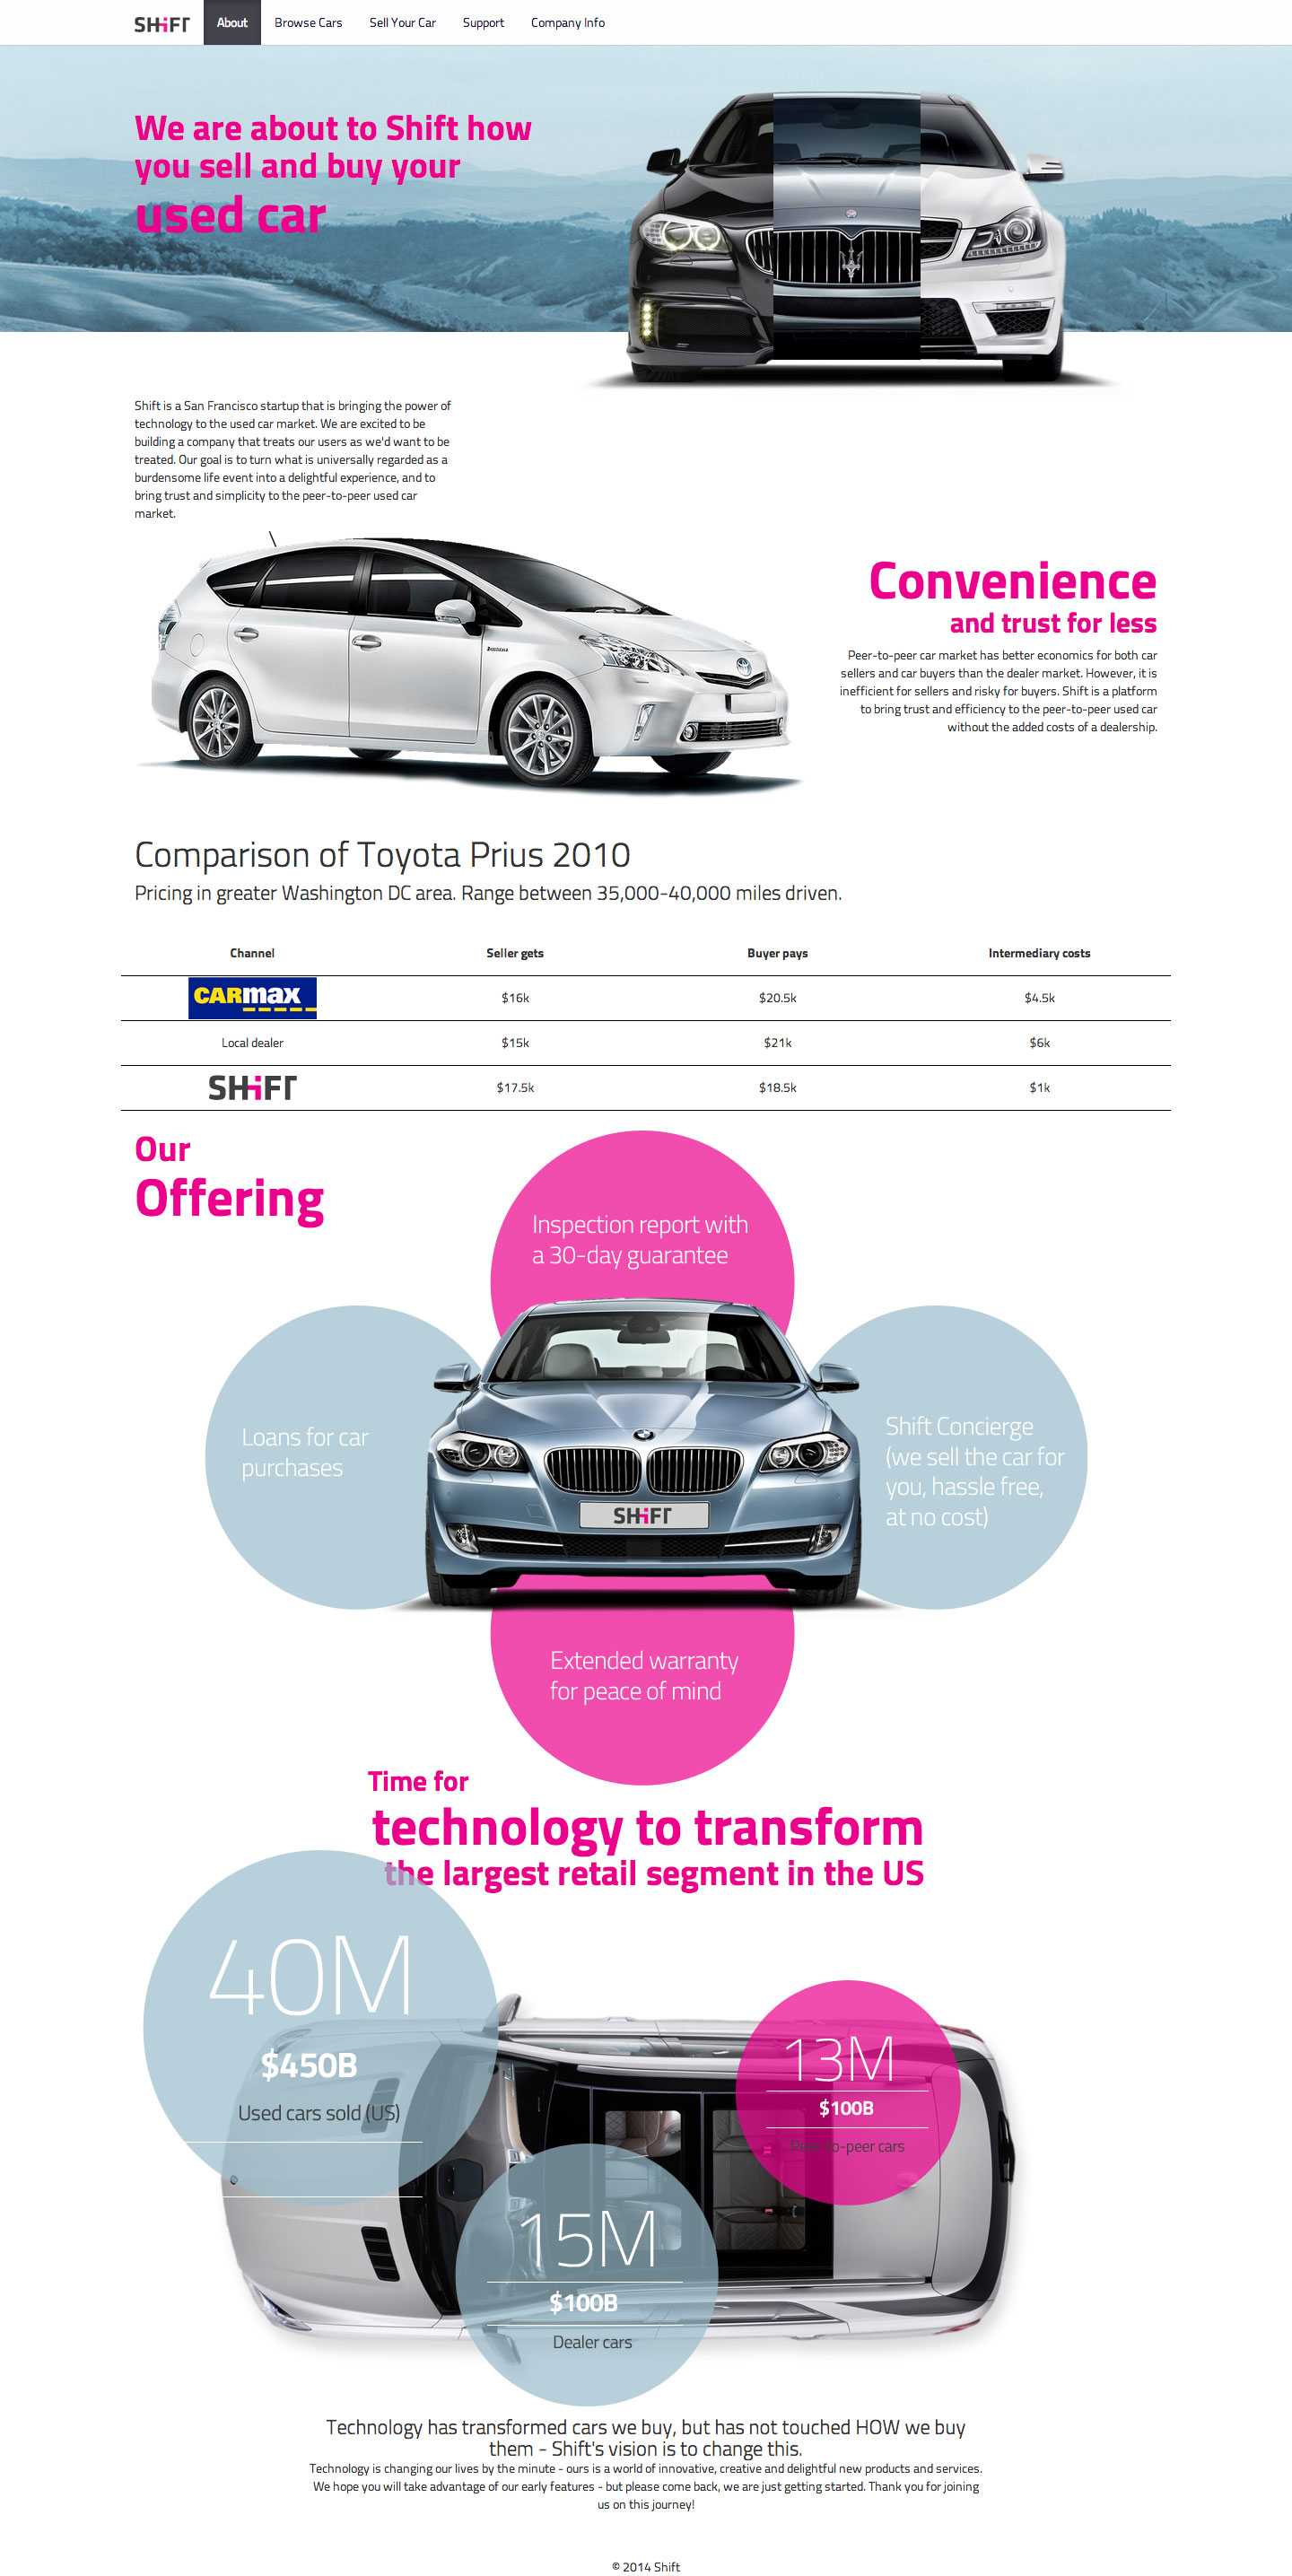 SHiFT About Browse Cars Sell Your Car Support Company Info
We are about to Shift how
you sell and buy your
used car
Shift is a San Francisco startup that is bringing the power of
technology to the used car market. We are excited to be
building a company that treats our users as we'd want to be
treated. Our goal is to turn what is universally regarded as a
burdensome life event into a delightful experience, and to
bring trust and simplicity to the peer-to-peer used car
market.
Convenience
and trust for less
Peer-to-peer car market has better economics for both car
sellers and car buyers than the dealer market. However, it is
inefficient for sellers and risky for buyers. Shift is a platform
to bring trust and efficiency to the peer-to-peer used car
without the added costs of a dealership.
Comparison of Toyota Prius 2010
Pricing in greater Washington DC area. Range between 35,000-40,000 miles driven.
Channel Seller gets Buyer pays Intermediary costs
CARmax $16k $20.5k $4.5k
Local dealer $15k $21k $6k
SHiFT $17.5k $18.5k $1k
Our
Offering
Inspection report with
a 30-day guarantee
Loans for car
purchases
Shift Concierge
(we sell the car for
you, hassle free,
at no cost)
SHiFT
Extended warranty
for peace of mind
Time for
technology to transform
the largest retail segment in the US
40M
$450B
Used cars sold (US)
13M
$100B
Peer-to-peer cars
15M
$100B
Dealer cars
Technology has transformed cars we buy, but has not touched HOW we buy
them - Shift's vision is to change this.
Technology is changing our lives by the minute - ours is a world of innovative, creative and delightful new products and services.
We hope you will take advantage of our early features - but please come back, we are just getting started. Thank you for joining
us on this journey!
© 2014 Shift